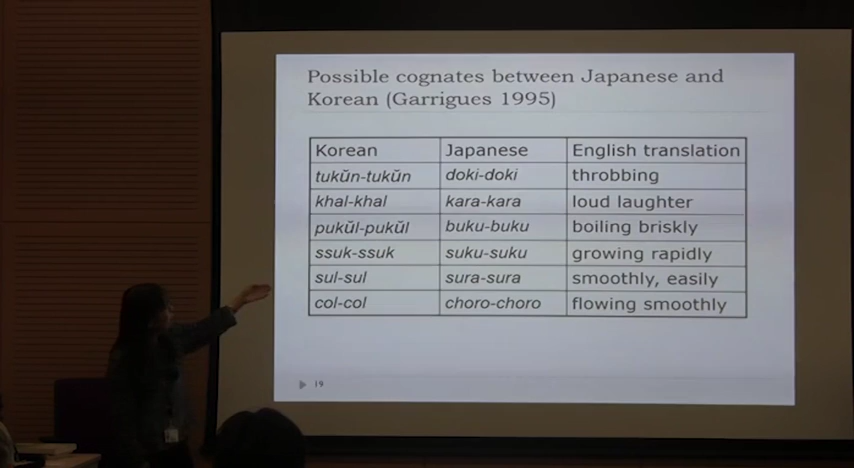 Possible cognates between Japanese and
Korean (Garrigues 1995)
Korean Japanese English translation
tukŭn-tukŭn doki-doki throbbing
khal-khal kara-kara loud laughter
pukŭl-pukŭl buku-buku boiling briskly
ssuk-ssuk suku-suku growing rapidly
sul-sul sura-sura smoothly, easily
col-col choro-choro flowing smoothly
19